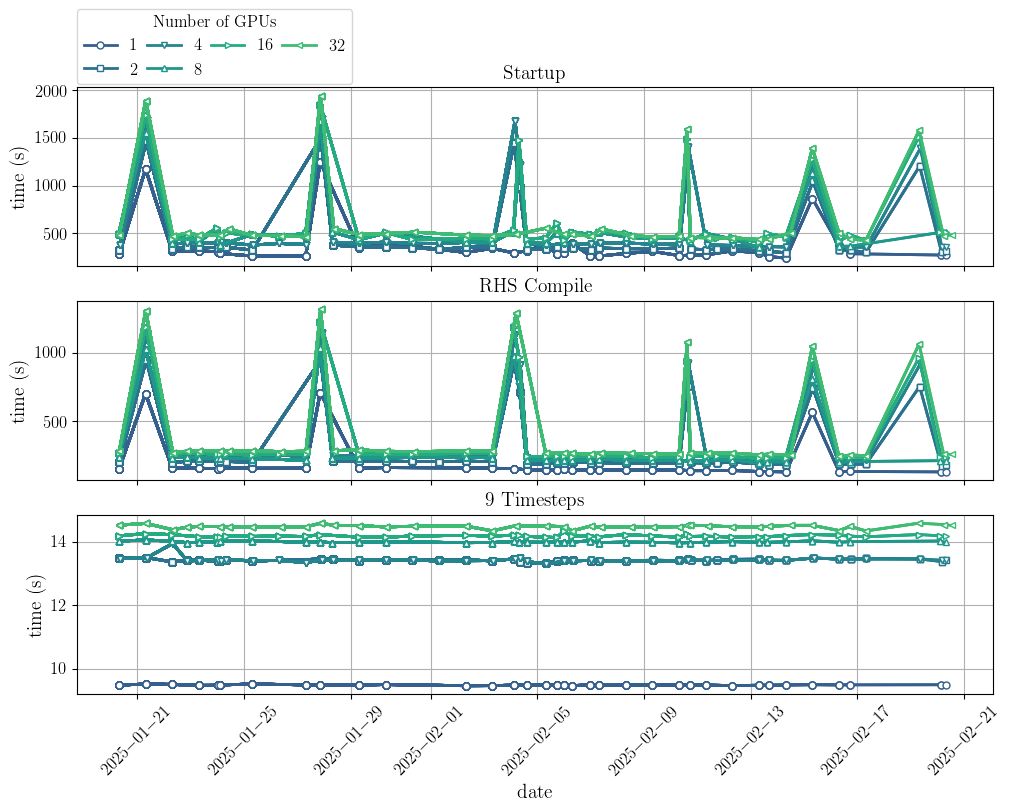 Number of GPUs
1 4 16 32
2 8
Startup
time (s)
2000
1500
1000
500
RHS Compile
time (s)
1000
500
9 Timesteps
time (s)
14
12
10
2025−01−21 2025−01−25 2025−01−29 2025−02−01 2025−02−05 2025−02−09 2025−02−13 2025−02−17 2025−02−21
date